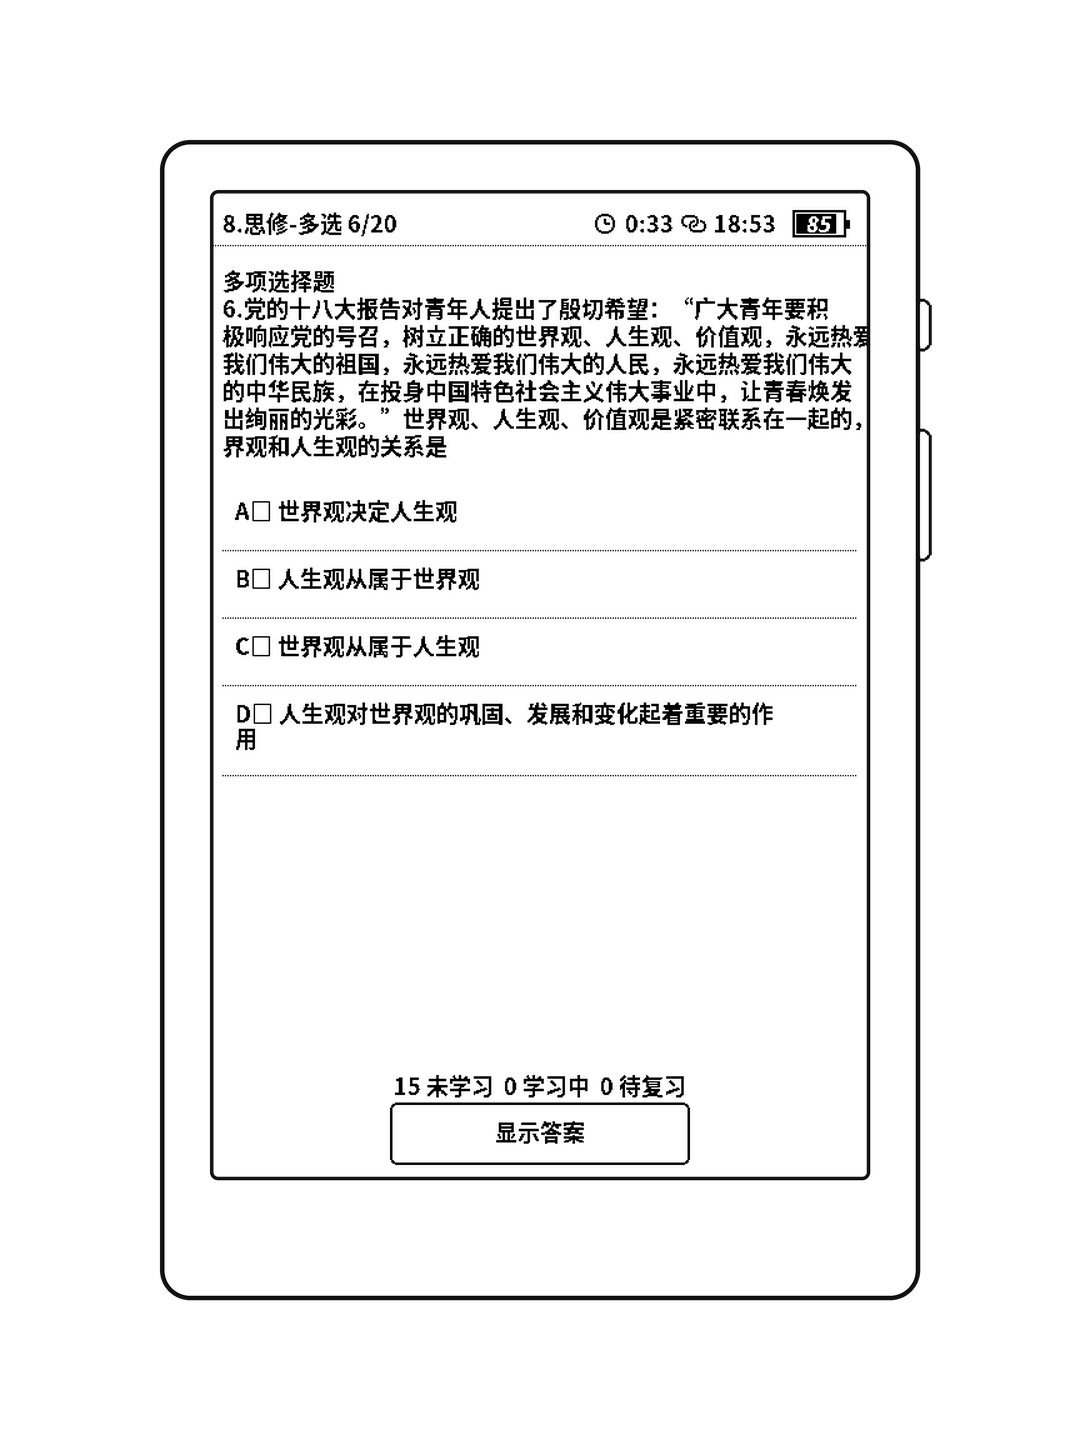 8.思修-多选 6/20 0:33 18:53 85
多项选择题
6.党的十八大报告对青年人提出了殷切希望：“广大青年要积
极响应党的号召，树立正确的世界观、人生观、价值观，永远热爱
我们伟大的祖国，永远热爱我们伟大的人民，永远热爱我们伟大
的中华民族，在投身中国特色社会主义伟大事业中，让青春焕发
出绚丽的光彩。”世界观、人生观、价值观是紧密联系在一起的，
界观和人生观的关系是
A□ 世界观决定人生观
B□ 人生观从属于世界观
C□ 世界观从属于人生观
D□ 人生观对世界观的巩固、发展和变化起着重要的作
用
15 未学习 0 学习中 0 待复习
显示答案